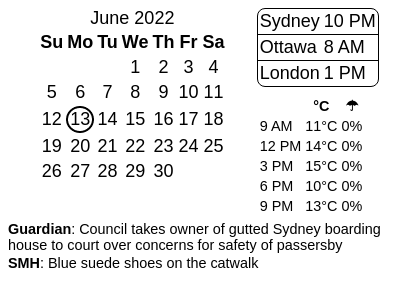 June 2022
Su Mo Tu We Th Fr Sa
1 2 3 4
5 6 7 8 9 10 11
12 13 14 15 16 17 18
19 20 21 22 23 24 25
26 27 28 29 30
Sydney 10 PM
Ottawa 8 AM
London 1 PM
°C ☂
9 AM 11°C 0%
12 PM 14°C 0%
3 PM 15°C 0%
6 PM 10°C 0%
9 PM 13°C 0%
Guardian: Council takes owner of gutted Sydney boarding
house to court over concerns for safety of passersby
SMH: Blue suede shoes on the catwalk